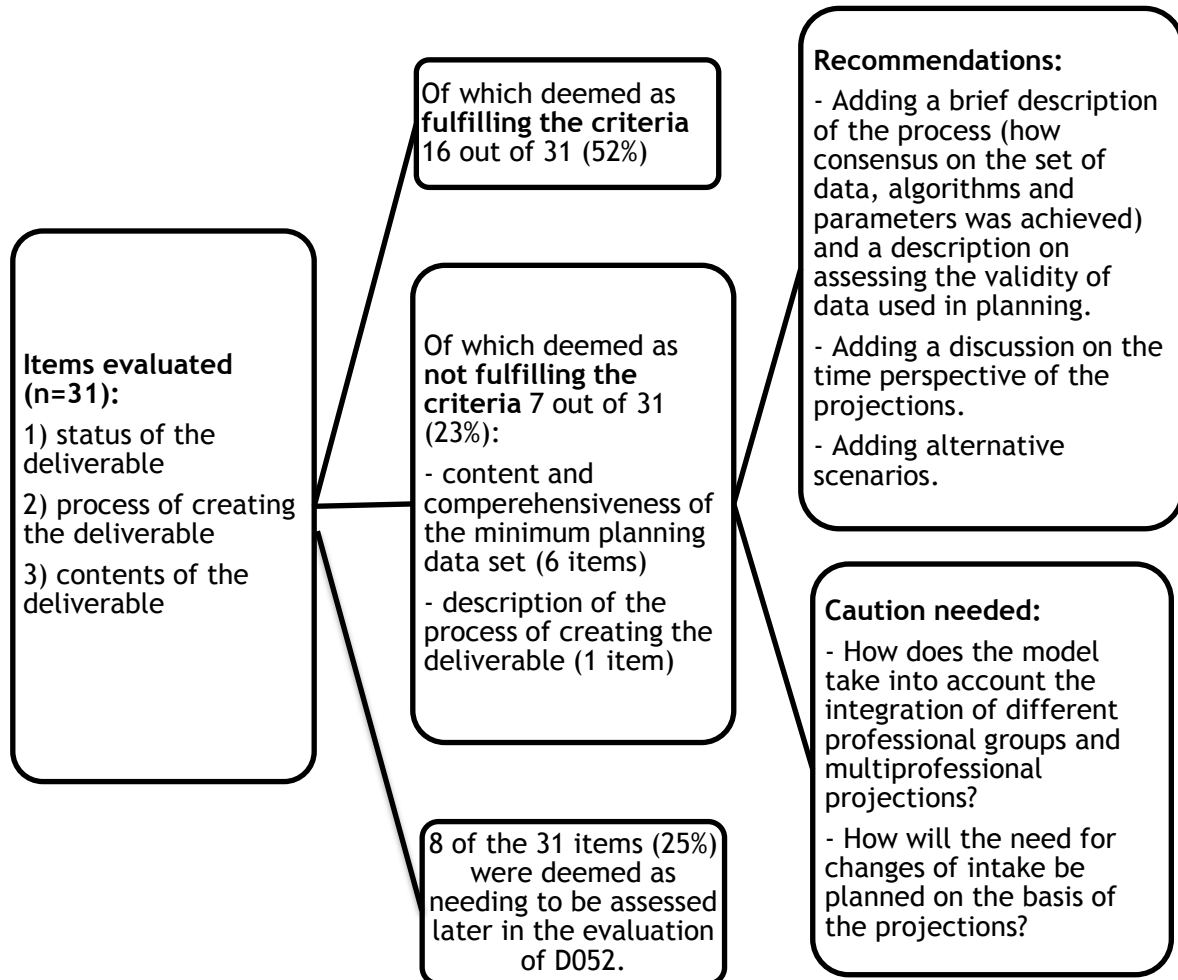 Items evaluated
(n=31):
1) status of the
deliverable
2) process of creating
the deliverable
3) contents of the
deliverable
Of which deemed as
fulfilling the criteria
16 out of 31 (52%)
Of which deemed as
not fulfilling the
criteria 7 out of 31
(23%):
- content and
comperehensiveness of
the minimum planning
data set (6 items)
- description of the
process of creating the
deliverable (1 item)
8 of the 31 items (25%)
were deemed as
needing to be assessed
later in the evaluation
of D052.
Recommendations:
- Adding a brief description
of the process (how
consensus on the set of
data, algorithms and
parameters was achieved)
and a description on
assessing the validity of
data used in planning.
- Adding a discussion on the
time perspective of the
projections.
- Adding alternative
scenarios.
Caution needed:
- How does the model
take into account the
integration of different
professional groups and
multiprofessional
projections?
- How will the need for
changes of intake be
planned on the basis of
the projections?